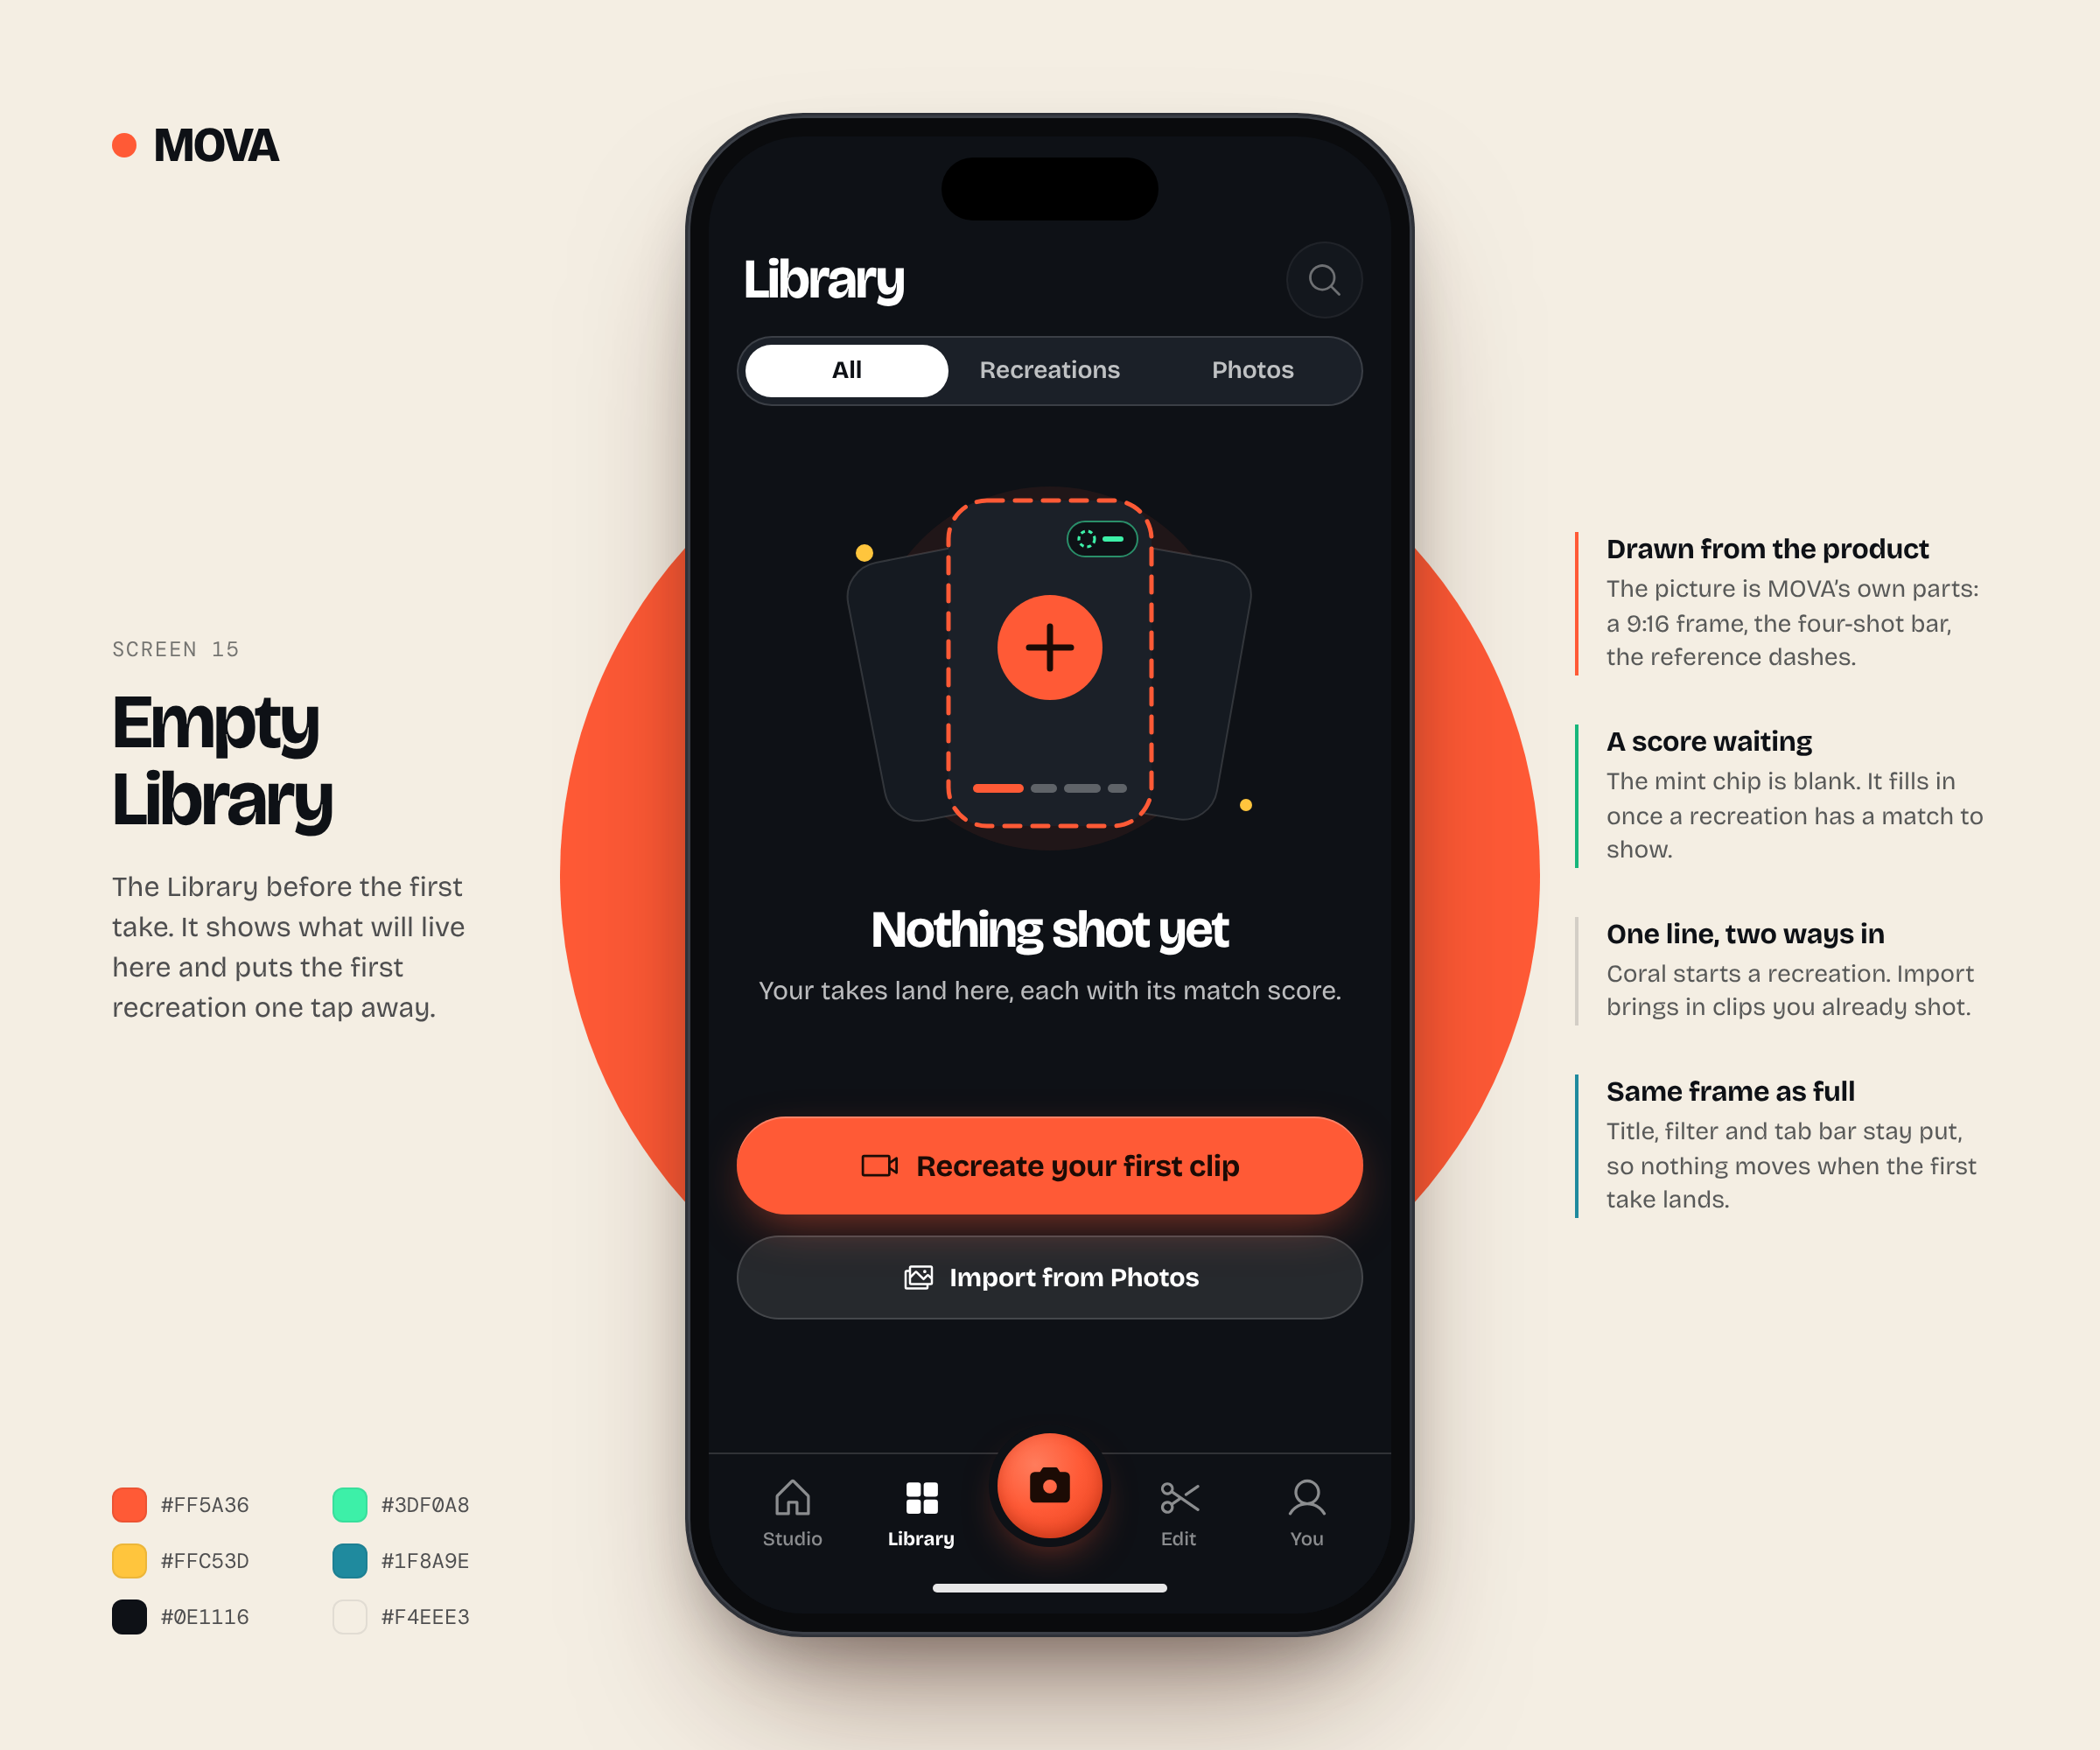 MOVA
SCREEN 15
Empty
Library
The Library before the first
take. It shows what will live
here and puts the first
recreation one tap away.
#FF5A36
#3DF0A8
#FFC53D
#1F8A9E
#0E1116
#F4EEE3
Library
All
Recreations
Photos
Nothing shot yet
Your takes land here, each with its match score.
Recreate your first clip
Import from Photos
Studio
Library
Edit
You
Drawn from the product
The picture is MOVA’s own parts:
a 9:16 frame, the four-shot bar,
the reference dashes.
A score waiting
The mint chip is blank. It fills in
once a recreation has a match to
show.
One line, two ways in
Coral starts a recreation. Import
brings in clips you already shot.
Same frame as full
Title, filter and tab bar stay put,
so nothing moves when the first
take lands.